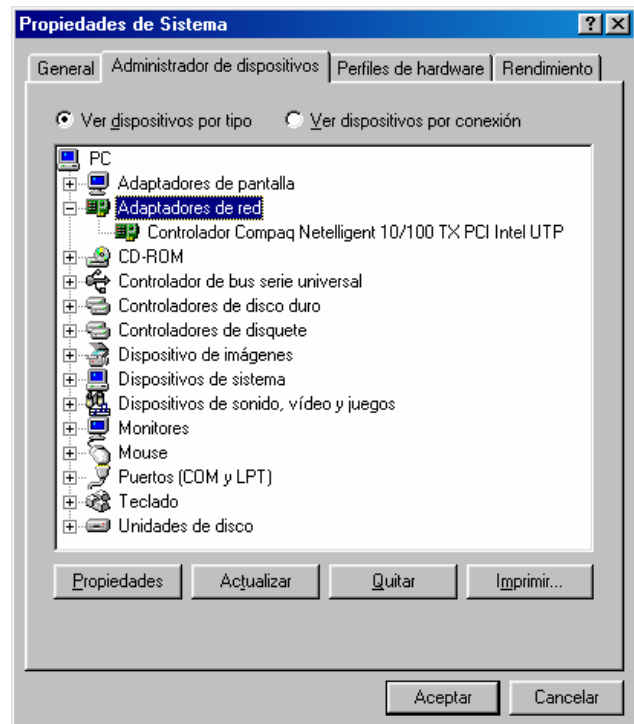 Propiedades de Sistema
General Administrador de dispositivos Perfiles de hardware Rendimiento
Ver dispositivos por tipo Ver dispositivos por conexión
PC
Adaptadores de pantalla
Adaptadores de red
Controlador Compaq Netelligent 10/100 TX PCI Intel UTP
CD-ROM
Controlador de bus serie universal
Controladores de disco duro
Controladores de disquete
Dispositivo de imágenes
Dispositivos de sistema
Dispositivos de sonido, vídeo y juegos
Monitores
Mouse
Puertos (COM y LPT)
Teclado
Unidades de disco
Propiedades Actualizar Quitar Imprimir...
Aceptar Cancelar